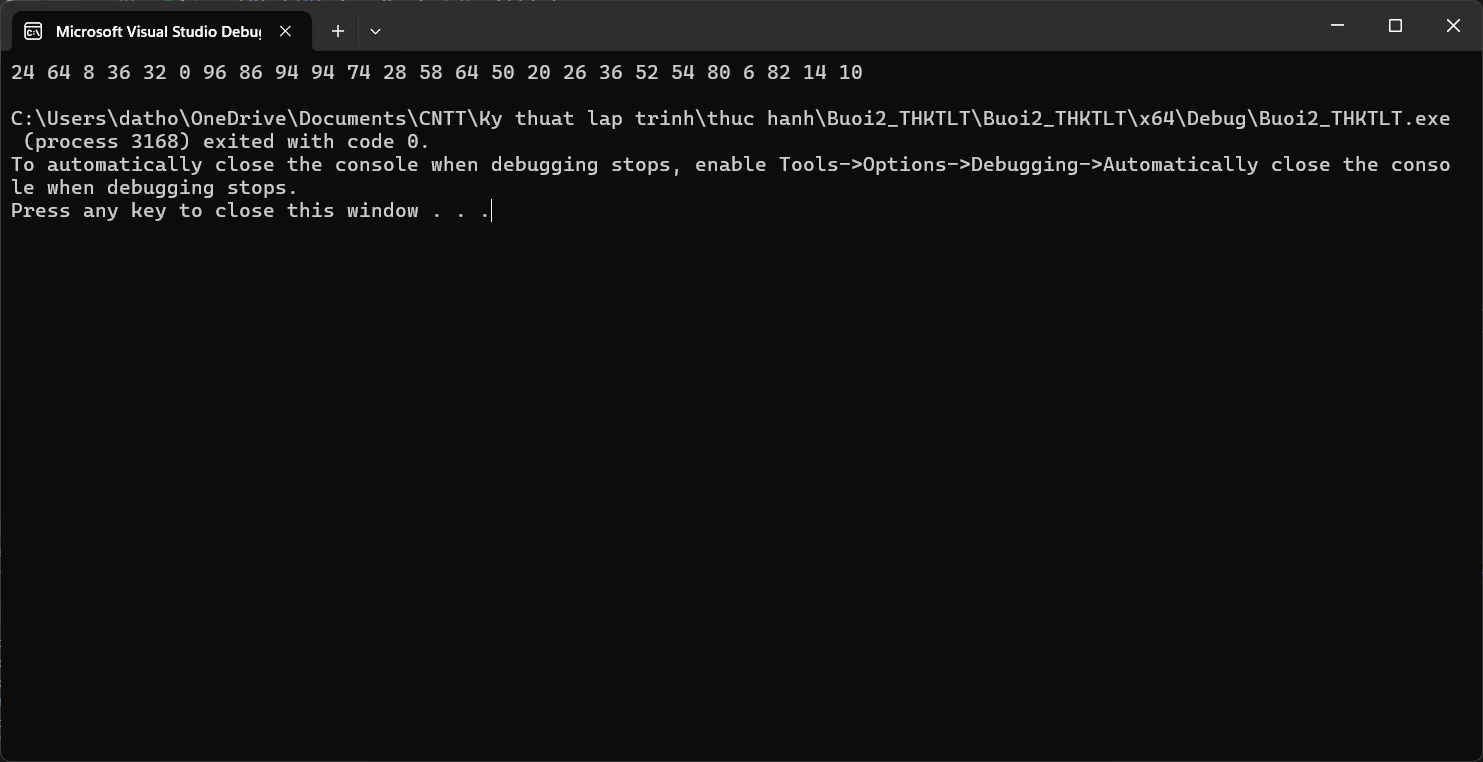 Microsoft Visual Studio Debug
24 64 8 36 32 0 96 86 94 94 74 28 58 64 50 20 26 36 52 54 80 6 82 14 10
C:\Users\datho\OneDrive\Documents\CNTT\Ky thuat lap trinh\thuc hanh\Buoi2_THKTLT\Buoi2_THKTLT\x64\Debug\Buoi2_THKTLT.exe
(process 3168) exited with code 0.
To automatically close the console when debugging stops, enable Tools->Options->Debugging->Automatically close the conso
le when debugging stops.
Press any key to close this window . . .